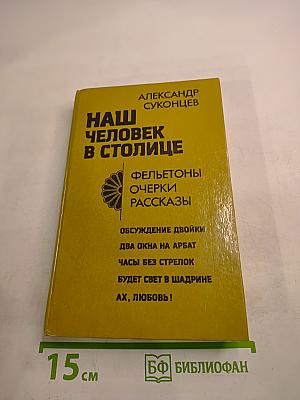 АЛЕКСАНДР
СУКОНЦЕВ
НАШ
ЧЕЛОВЕК
В СТОЛИЦЕ
ФЕЛЬЕТОНЫ
ОЧЕРКИ
РАССКАЗЫ
ОБСУЖДЕНИЕ ДВОЙКИ
ДВА ОКНА НА АРБАТ
ЧАСЫ БЕЗ СТРЕЛОК
БУДЕТ СВЕТ В ШАДРИНЕ
АХ, ЛЮБОВЬ!
15 см
БФ БИБЛИОФАН